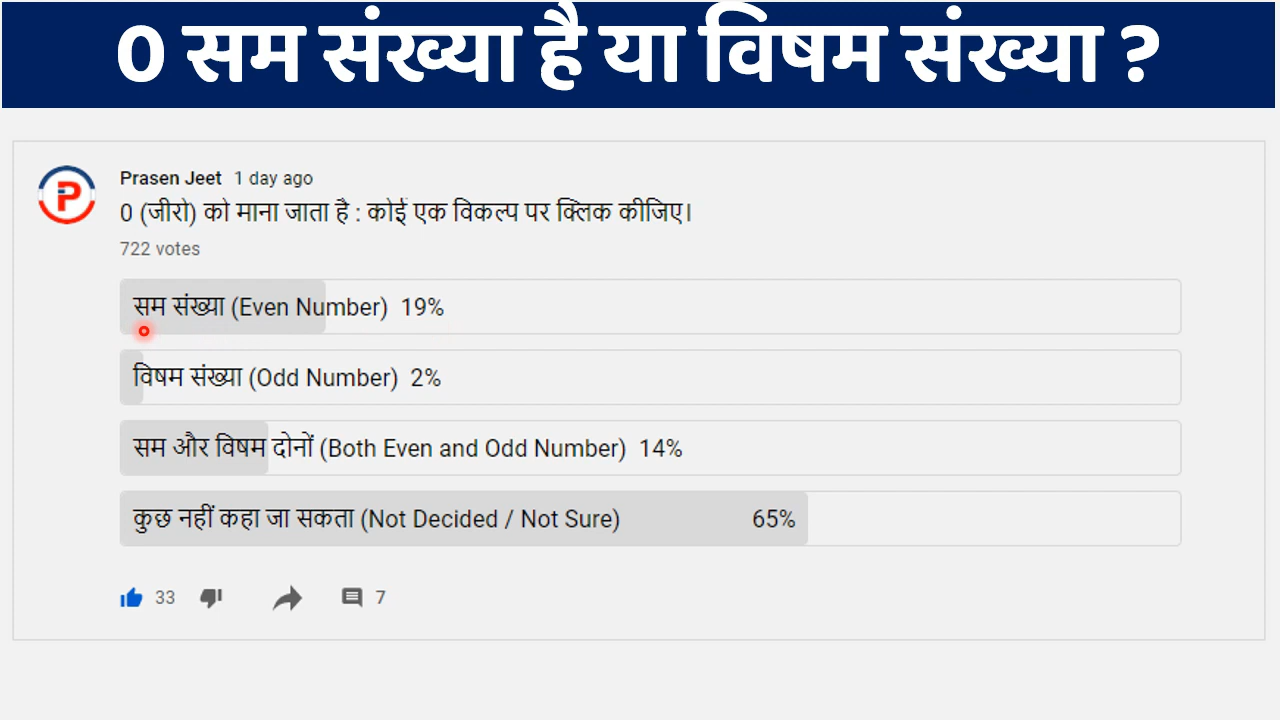 0 सम संख्या है या विषम संख्या ?
P
Prasen Jeet 1 day ago
0 (जीरो) को माना जाता है : कोई एक विकल्प पर क्लिक कीजिए।
722 votes
सम संख्या (Even Number) 19%
विषम संख्या (Odd Number) 2%
सम और विषम दोनों (Both Even and Odd Number) 14%
कुछ नहीं कहा जा सकता (Not Decided / Not Sure) 65%
33 7